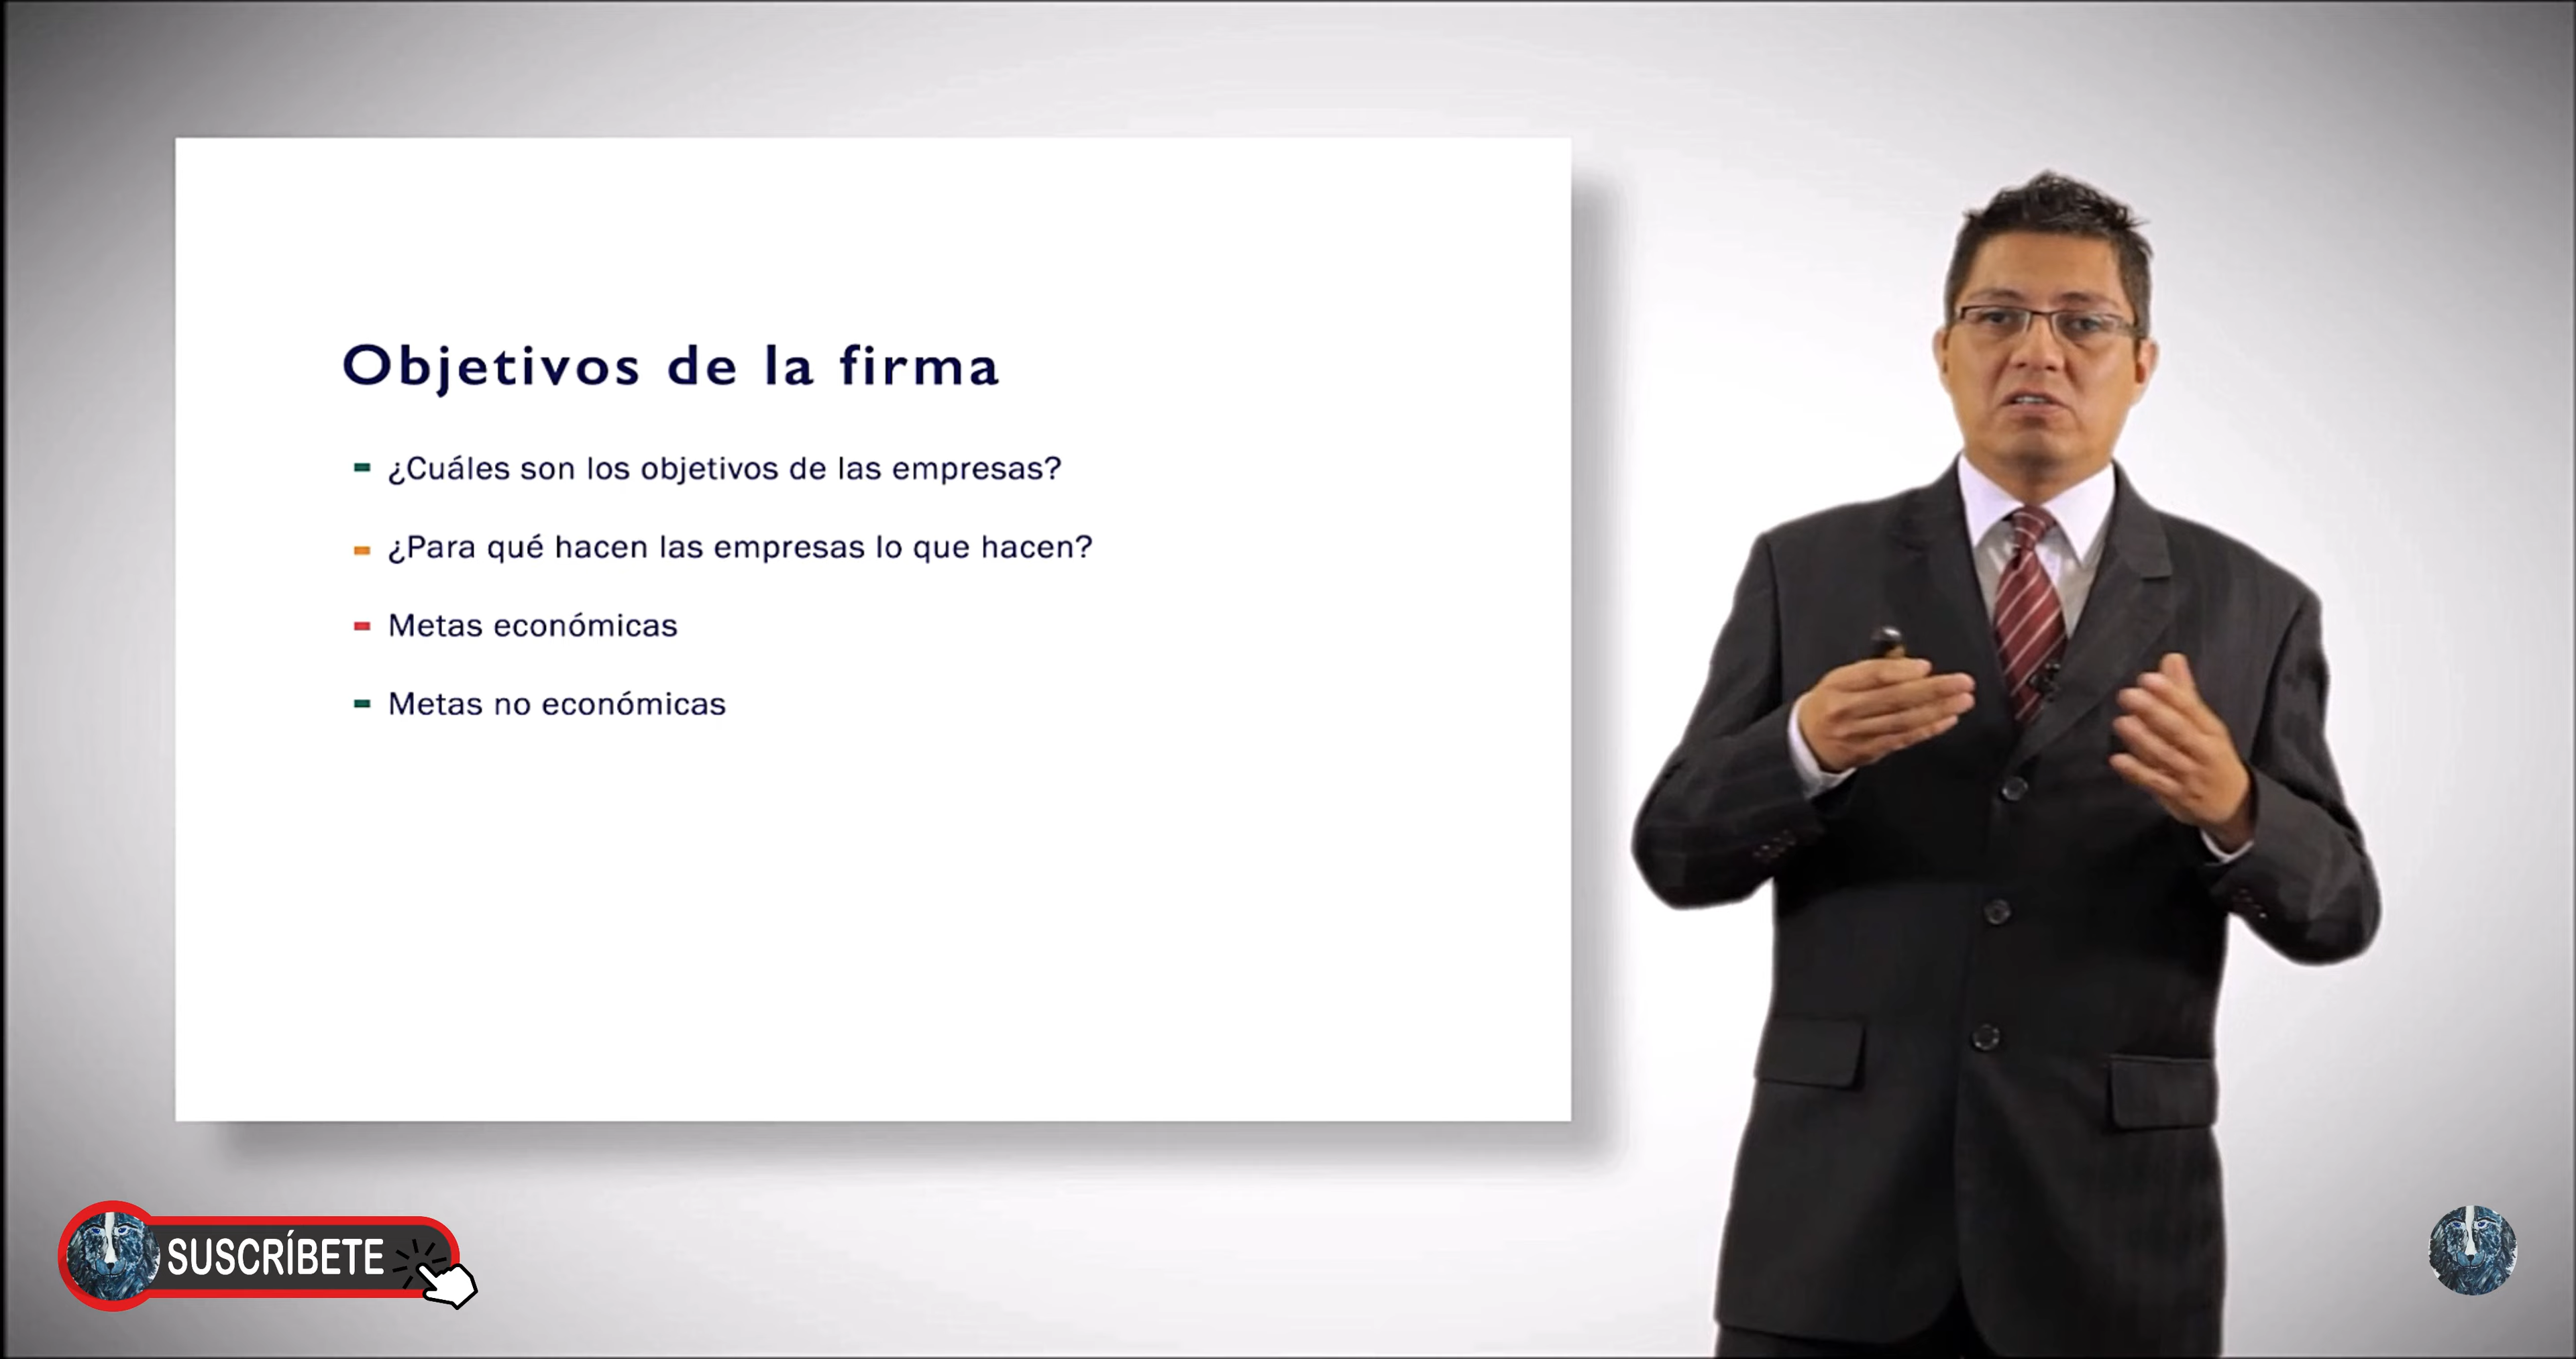 Objetivos de la firma
¿Cuáles son los objetivos de las empresas?
¿Para qué hacen las empresas lo que hacen?
Metas económicas
Metas no económicas
SUSCRÍBETE